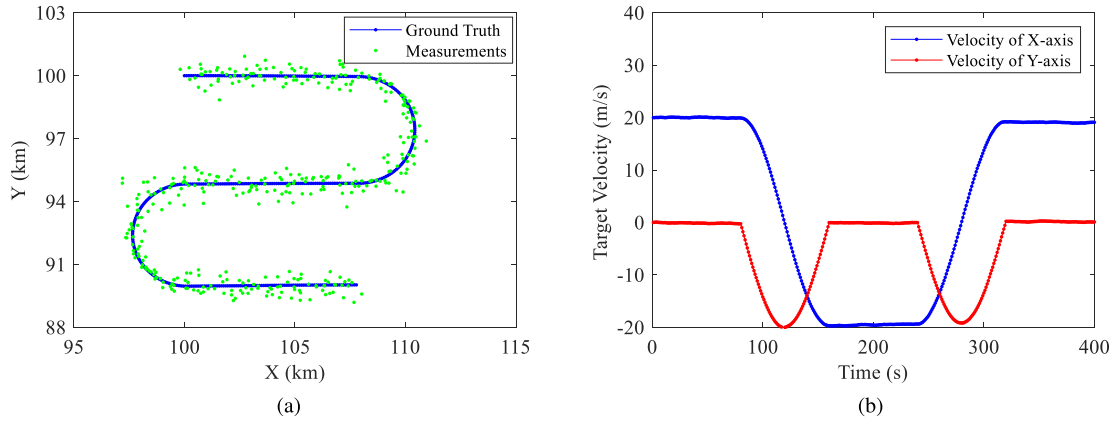 103
100
97
94
91
88
Y (km)
95
100
105
110
115
X (km)
Ground Truth
Measurements
(a)
40
30
20
10
0
-10
-20
Target Velocity (m/s)
0
100
200
300
400
Time (s)
Velocity of X-axis
Velocity of Y-axis
(b)